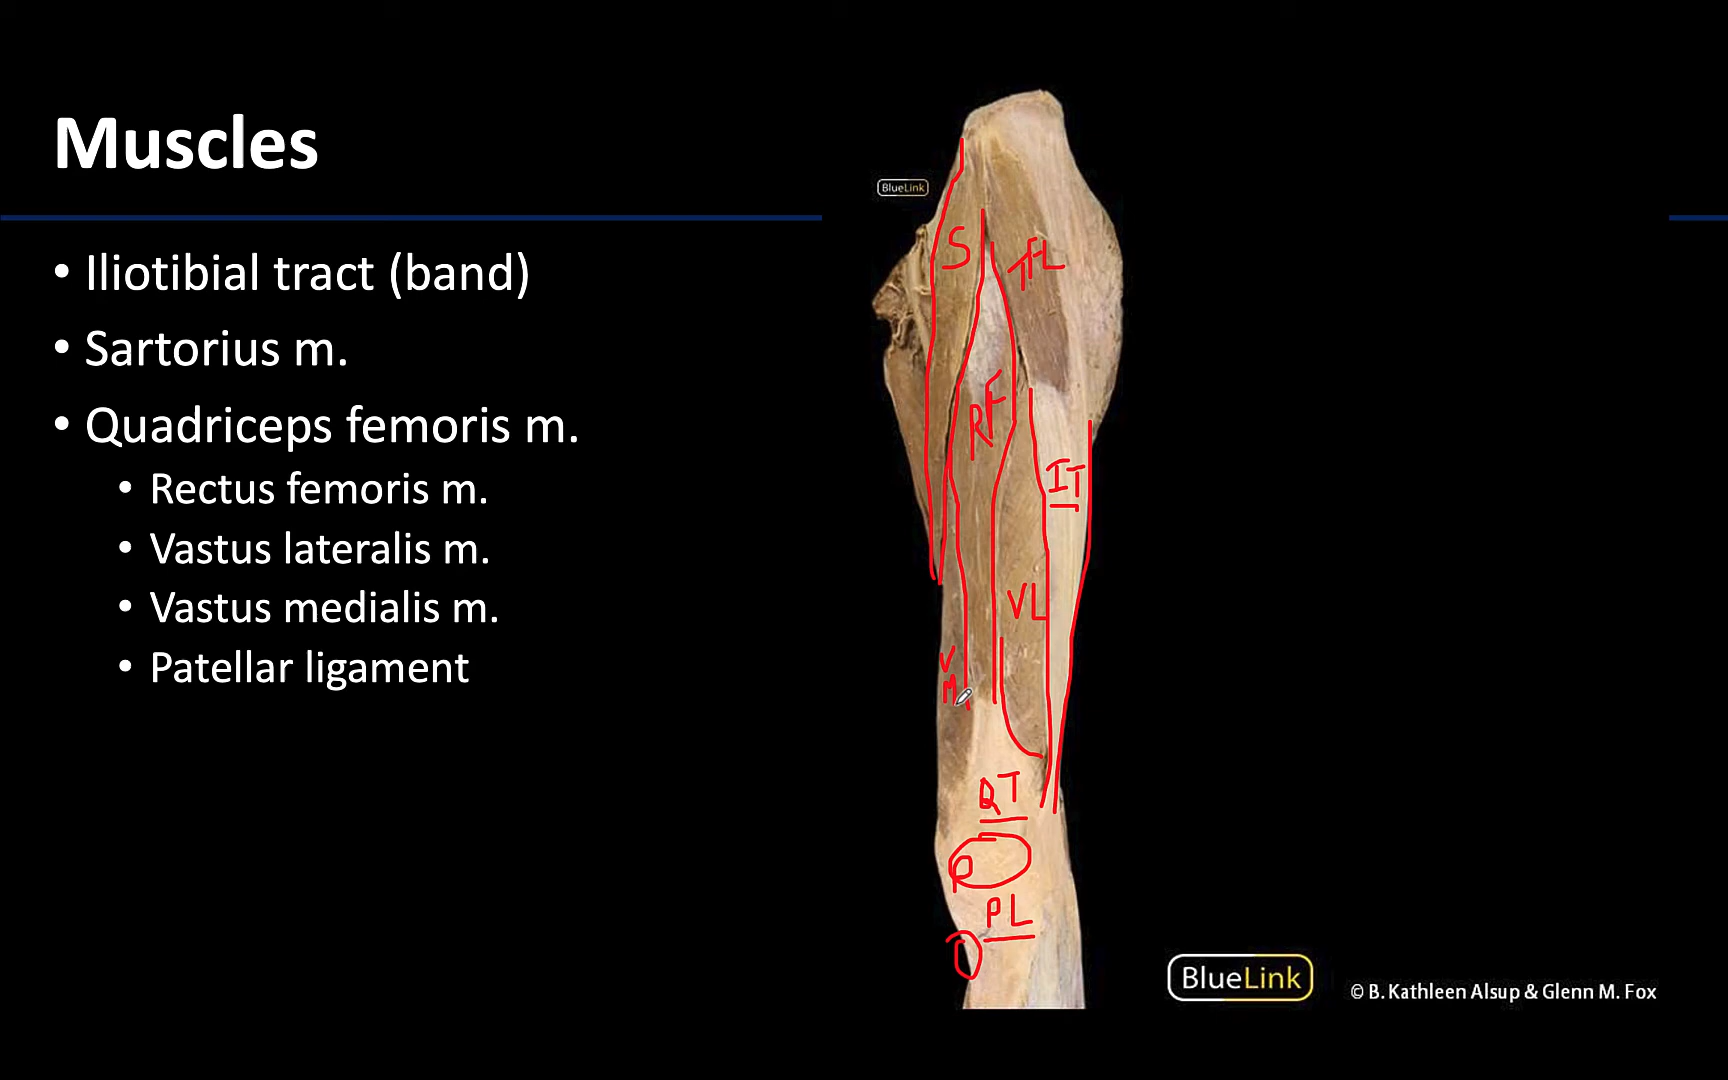 Muscles
• Iliotibial tract (band)
• Sartorius m.
• Quadriceps femoris m.
• Rectus femoris m.
• Vastus lateralis m.
• Vastus medialis m.
• Patellar ligament
BlueLink
S
TFL
RF
IT
VL
V
M
QT
P
PL
BlueLink
© B. Kathleen Alsup & Glenn M. Fox